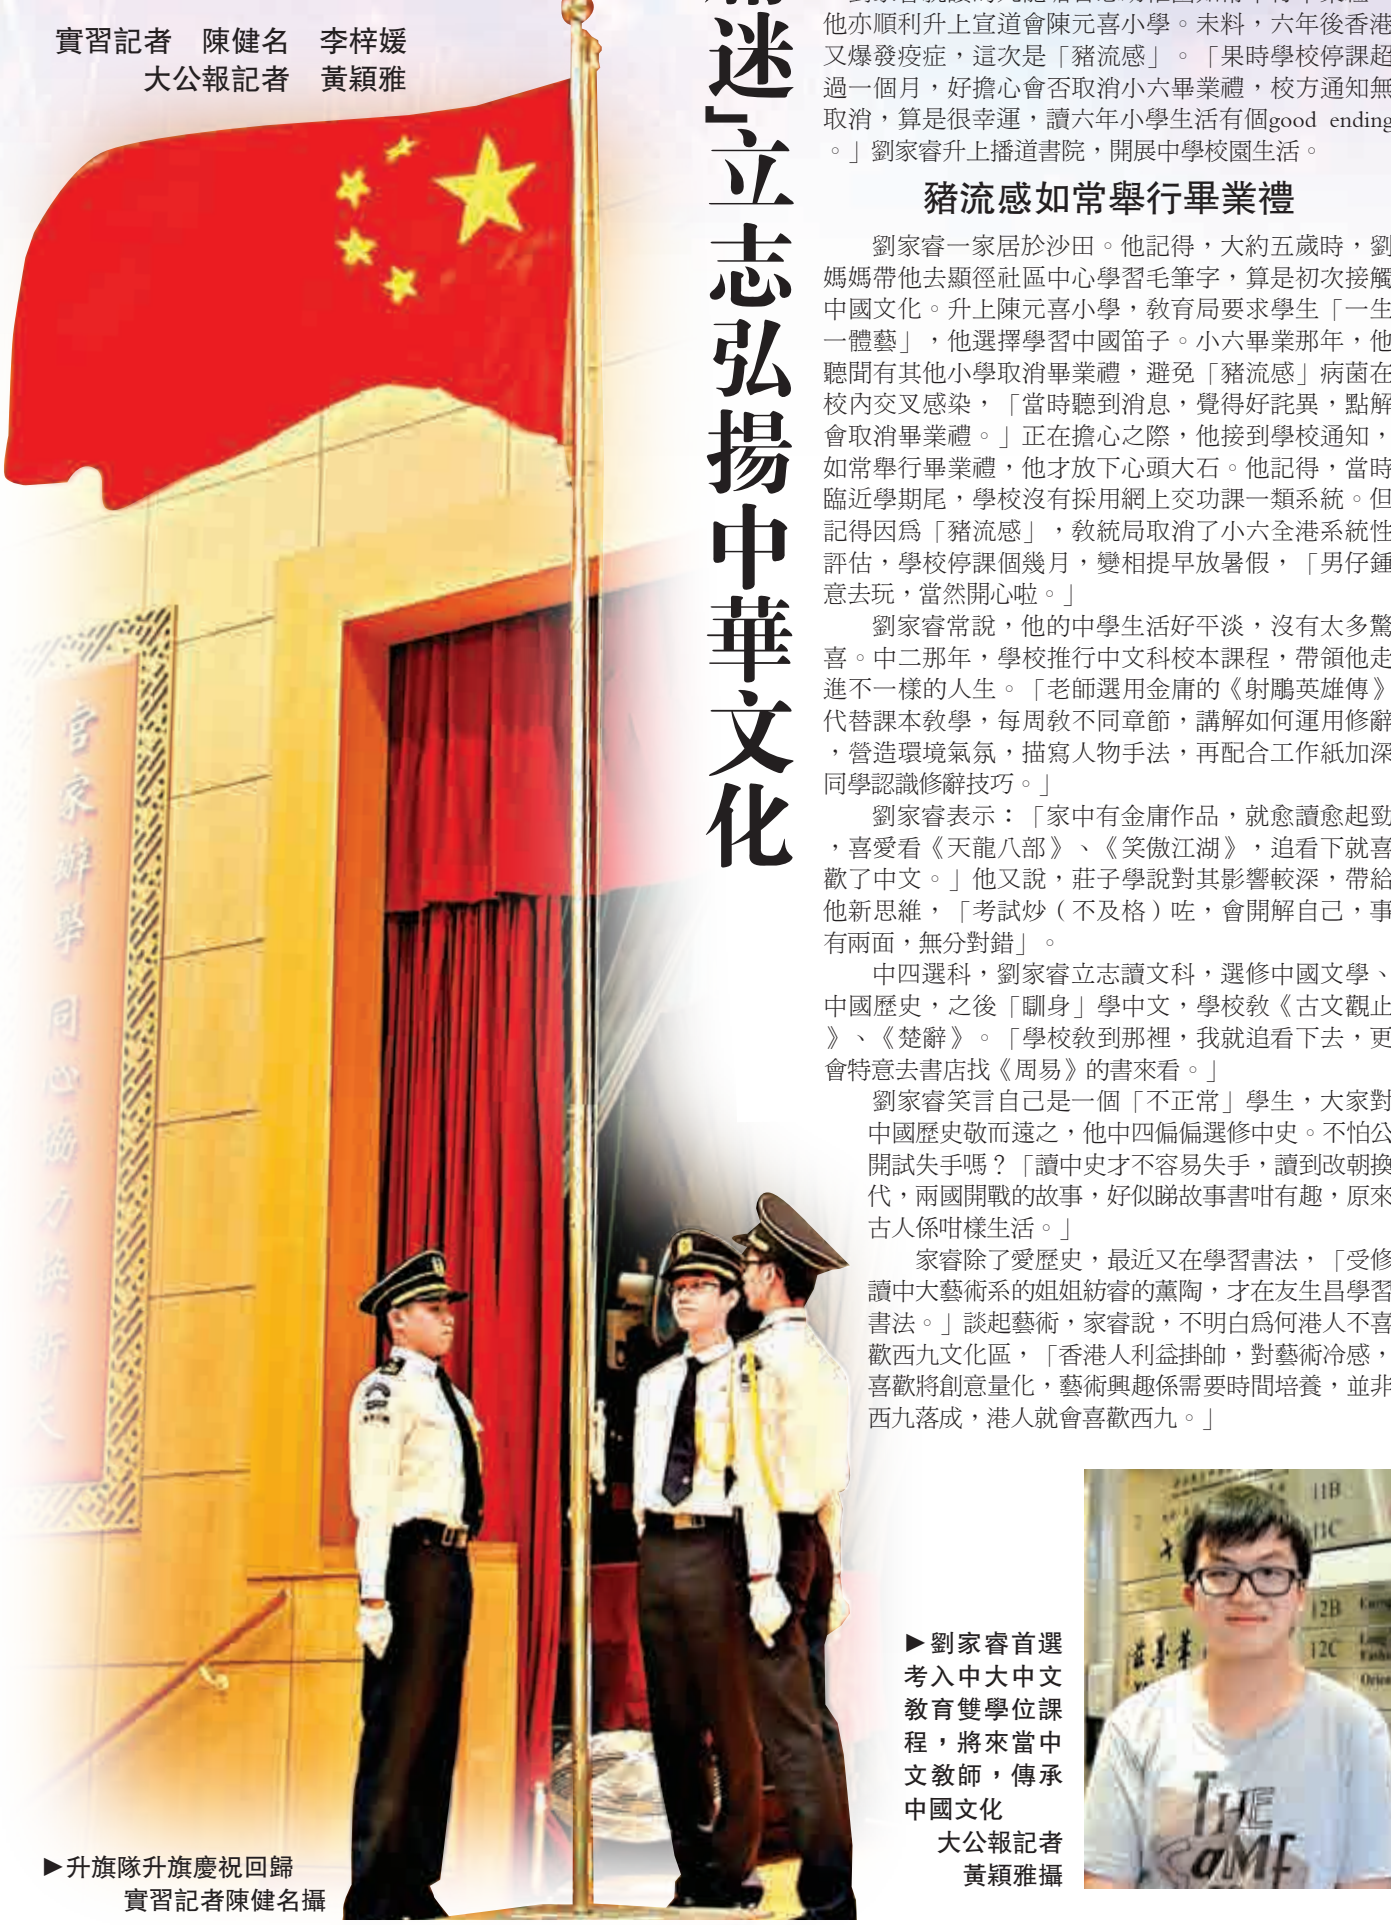 實習記者　陳健名　李梓媛
大公報記者　黃穎雅
迷」立志弘揚中華文化
他亦順利升上宣道會陳元喜小學。未料，六年後香港
又爆發疫症，這次是「豬流感」。「果時學校停課超
過一個月，好擔心會否取消小六畢業禮，校方通知無
取消，算是很幸運，讀六年小學生活有個good ending
。」劉家睿升上播道書院，開展中學校園生活。
豬流感如常舉行畢業禮
劉家睿一家居於沙田。他記得，大約五歲時，劉
媽媽帶他去顯徑社區中心學習毛筆字，算是初次接觸
中國文化。升上陳元喜小學，教育局要求學生「一生
一體藝」，他選擇學習中國笛子。小六畢業那年，他
聽聞有其他小學取消畢業禮，避免「豬流感」病菌在
校內交叉感染，「當時聽到消息，覺得好詫異，點解
會取消畢業禮。」正在擔心之際，他接到學校通知，
如常舉行畢業禮，他才放下心頭大石。他記得，當時
臨近學期尾，學校沒有採用網上交功課一類系統。但
記得因為「豬流感」，教統局取消了小六全港系統性
評估，學校停課個幾月，變相提早放暑假，「男仔鍾
意去玩，當然開心啦。」
劉家睿常說，他的中學生活好平淡，沒有太多驚
喜。中二那年，學校推行中文科校本課程，帶領他走
進不一樣的人生。「老師選用金庸的《射鵰英雄傳》
代替課本教學，每周教不同章節，講解如何運用修辭
，營造環境氣氛，描寫人物手法，再配合工作紙加深
同學認識修辭技巧。」
劉家睿表示：「家中有金庸作品，就愈讀愈起勁
，喜愛看《天龍八部》、《笑傲江湖》，追看下就喜
歡了中文。」他又說，莊子學說對其影響較深，帶給
他新思維，「考試炒（不及格）咗，會開解自己，事
有兩面，無分對錯」。
中四選科，劉家睿立志讀文科，選修中國文學、
中國歷史，之後「瞓身」學中文，學校教《古文觀止
》、《楚辭》。「學校教到那裡，我就追看下去，更
會特意去書店找《周易》的書來看。」
劉家睿笑言自己是一個「不正常」學生，大家對
中國歷史敬而遠之，他中四偏偏選修中史。不怕公
開試失手嗎？「讀中史才不容易失手，讀到改朝換
代，兩國開戰的故事，好似睇故事書咁有趣，原來
古人係咁樣生活。」
家睿除了愛歷史，最近又在學習書法，「受修
讀中大藝術系的姐姐紡睿的薰陶，才在友生昌學習
書法。」談起藝術，家睿說，不明白為何港人不喜
歡西九文化區，「香港人利益掛帥，對藝術冷感，
喜歡將創意量化，藝術興趣係需要時間培養，並非
西九落成，港人就會喜歡西九。」
官家辦學　同心協力
11B
11C
12B
12C
THE
GAME
▶劉家睿首選
考入中大中文
教育雙學位課
程，將來當中
文教師，傳承
中國文化
大公報記者
黃穎雅攝
▶升旗隊升旗慶祝回歸
實習記者陳健名攝